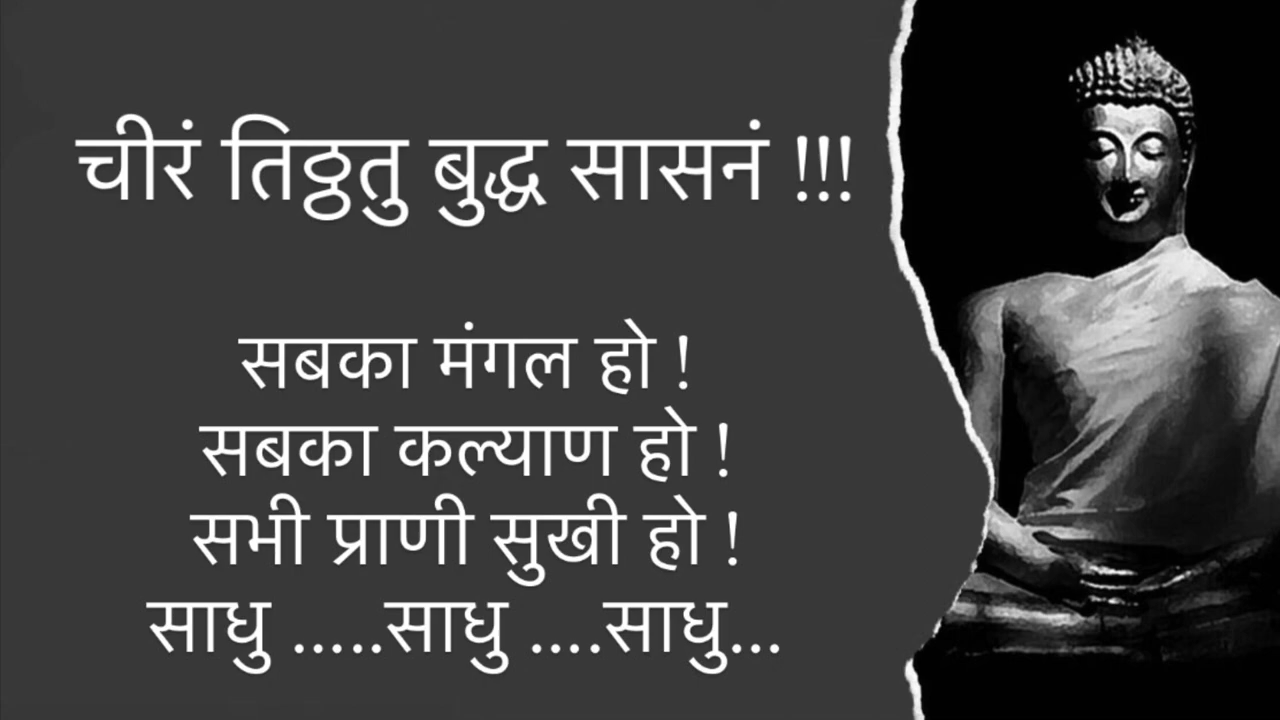 चीरं तिठ्ठतु बुद्ध सासनं !!!
सबका मंगल हो !
सबका कल्याण हो !
सभी प्राणी सुखी हो !
साधु .....साधु ....साधु...